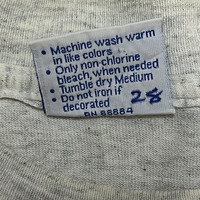 • Machine wash warm
in like colors
• Only non-chlorine
bleach, when needed
• Tumble dry Medium
• Do not iron if
decorated 28
RN 66664